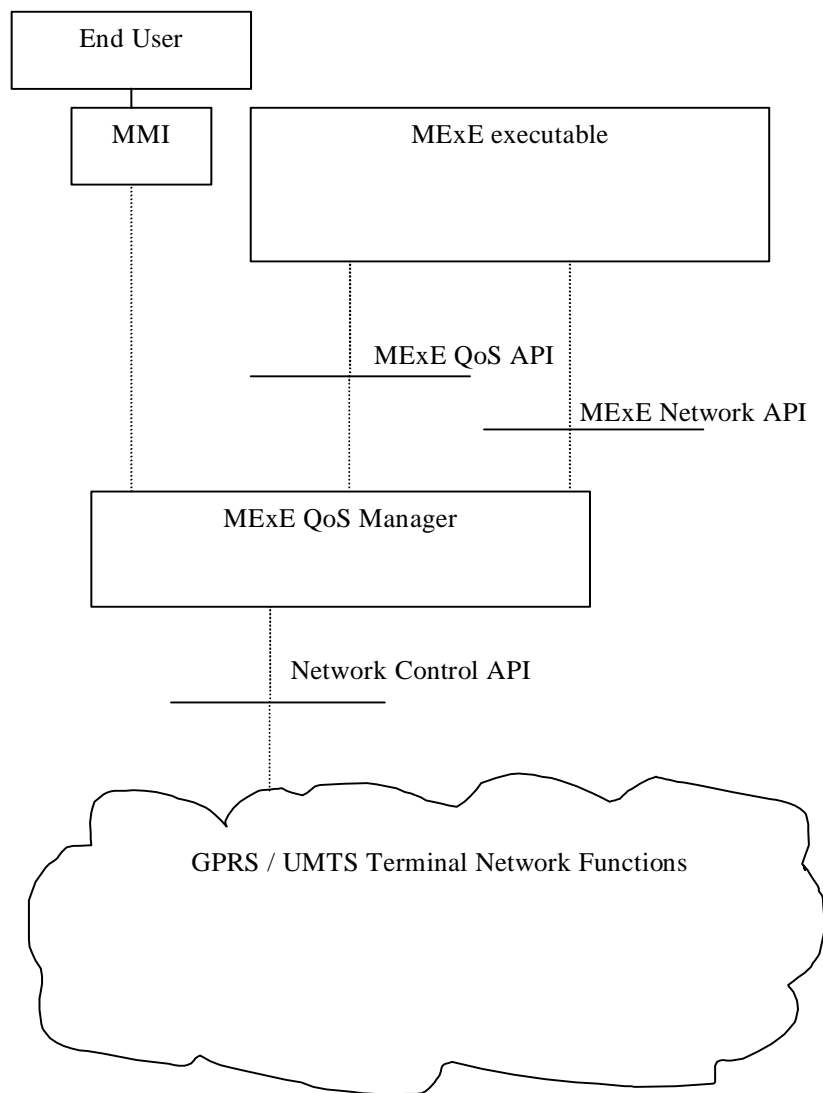 End User
MMI
MExE executable
MExE QoS API
MExE Network API
MExE QoS Manager
Network Control API
GPRS / UMTS Terminal Network Functions